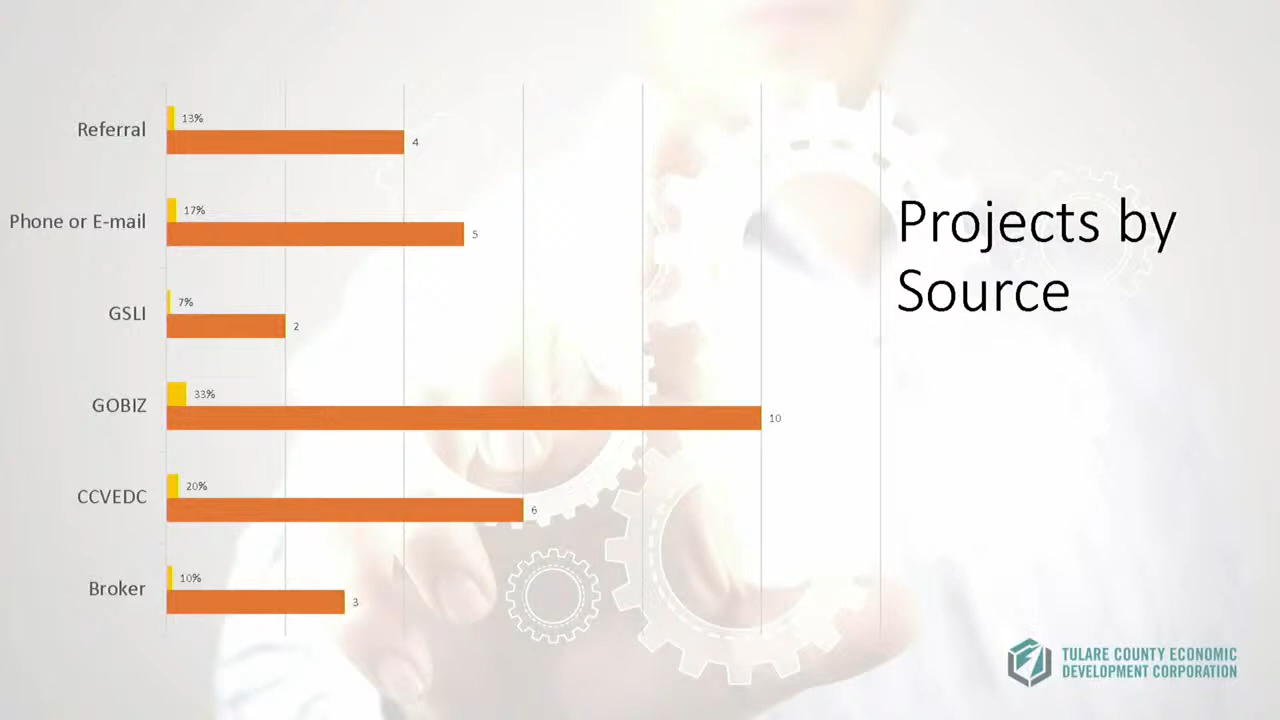 Projects by
Source
Referral
13%
4
Phone or E-mail
17%
5
GSLI
7%
2
GOBIZ
33%
10
CCVEDC
20%
6
Broker
10%
3
TULARE COUNTY ECONOMIC
DEVELOPMENT CORPORATION